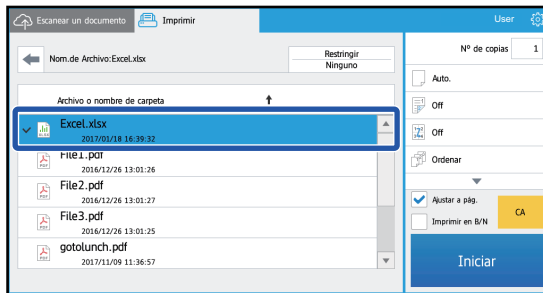 Escanear un documento
Imprimir
User
Nom.de Archivo:Excel.xlsx
Restringir
Ninguno
Nº de copias 1
Auto.
Archivo o nombre de carpeta
Off
Excel.xlsx
2017/01/18 16:39:32
Off
File1.pdf
2016/12/26 13:01:26
Ordenar
File2.pdf
2016/12/26 13:01:27
Ajustar a pág.
CA
File3.pdf
2016/12/26 13:01:25
Imprimir en B/N
gotolunch.pdf
2017/11/09 11:36:57
Iniciar